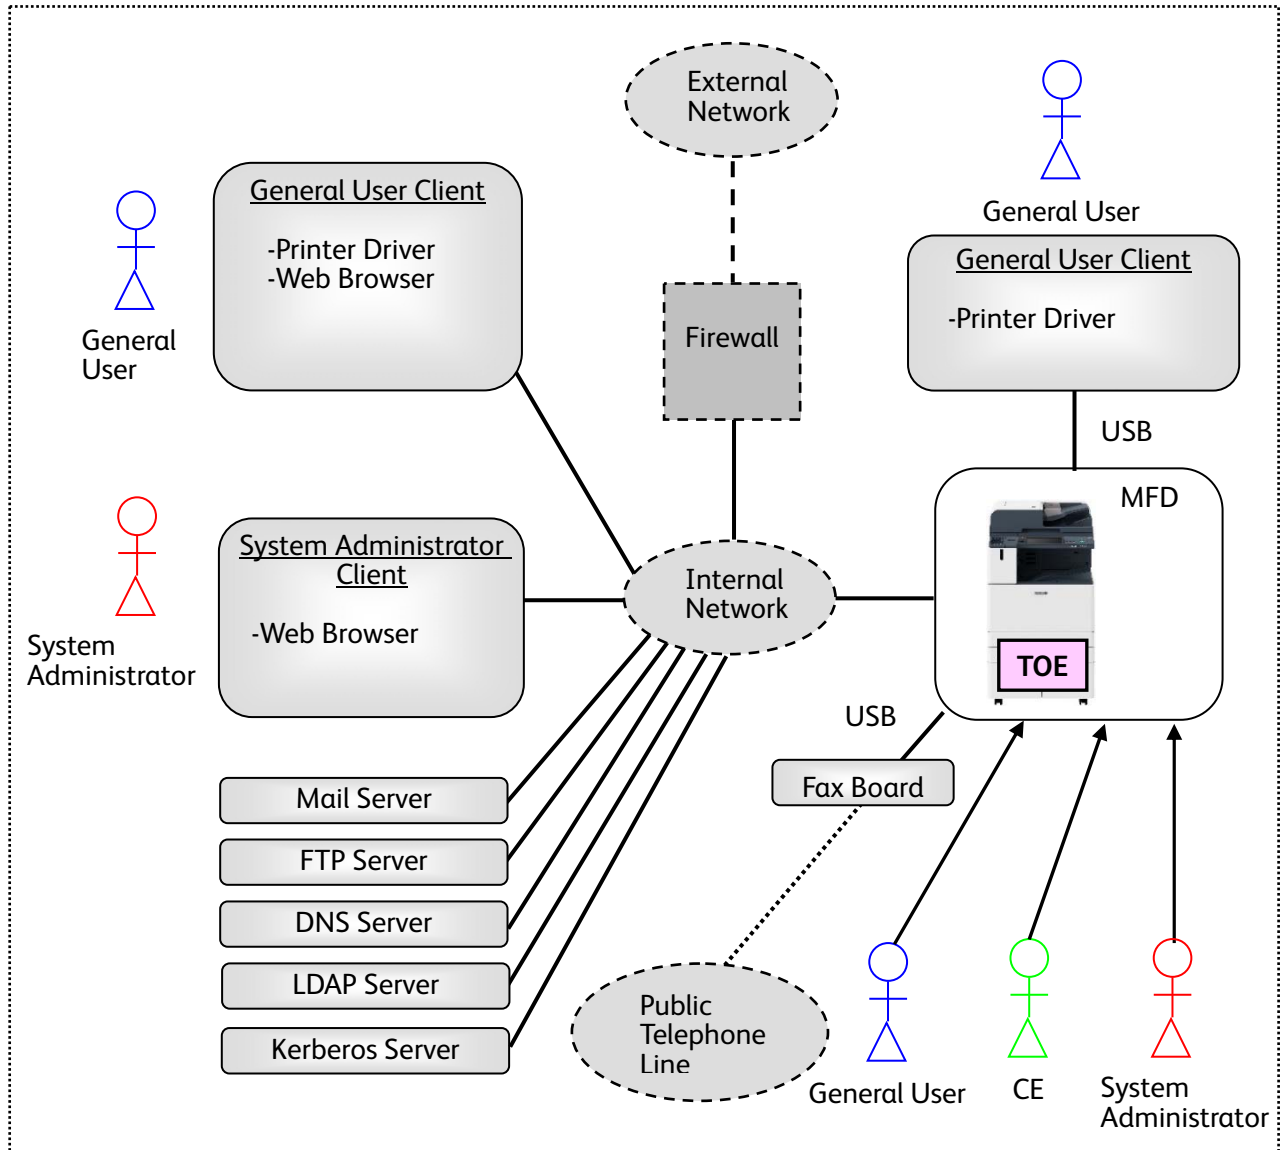 External
Network
General User
General User Client
-Printer Driver
-Web Browser
General
User
General User Client
-Printer Driver
Firewall
USB
MFD
System Administrator
Client
-Web Browser
System
Administrator
Internal
Network
TOE
USB
Fax Board
Mail Server
FTP Server
DNS Server
LDAP Server
Kerberos Server
Public
Telephone
Line
General User
CE
System
Administrator